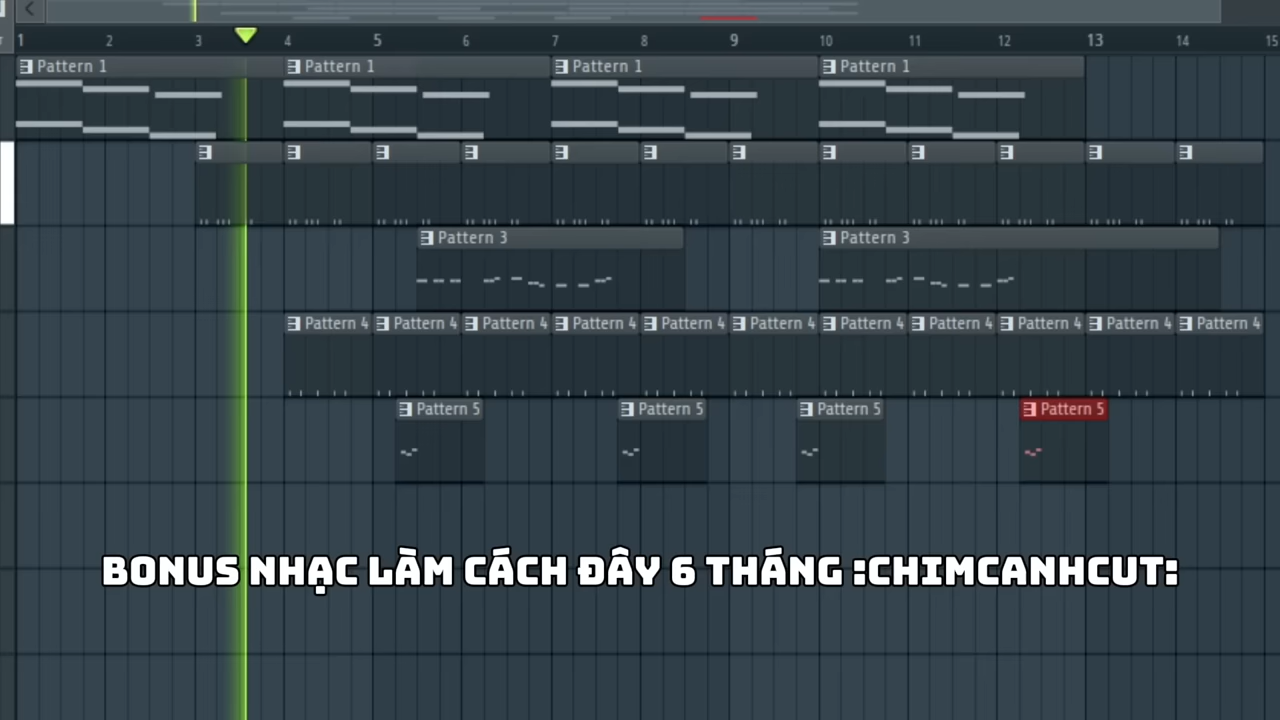 1 2 3 4 5 6 7 8 9 10 11 12 13 14 15
Pattern 1 Pattern 1 Pattern 1 Pattern 1
Pattern 3 Pattern 3
Pattern 4 Pattern 4 Pattern 4 Pattern 4 Pattern 4 Pattern 4 Pattern 4 Pattern 4 Pattern 4 Pattern 4 Pattern 4
Pattern 5 Pattern 5 Pattern 5 Pattern 5
BONUS NHẠC LÀM CÁCH ĐÂY 6 THÁNG :CHIMCANHCUT: